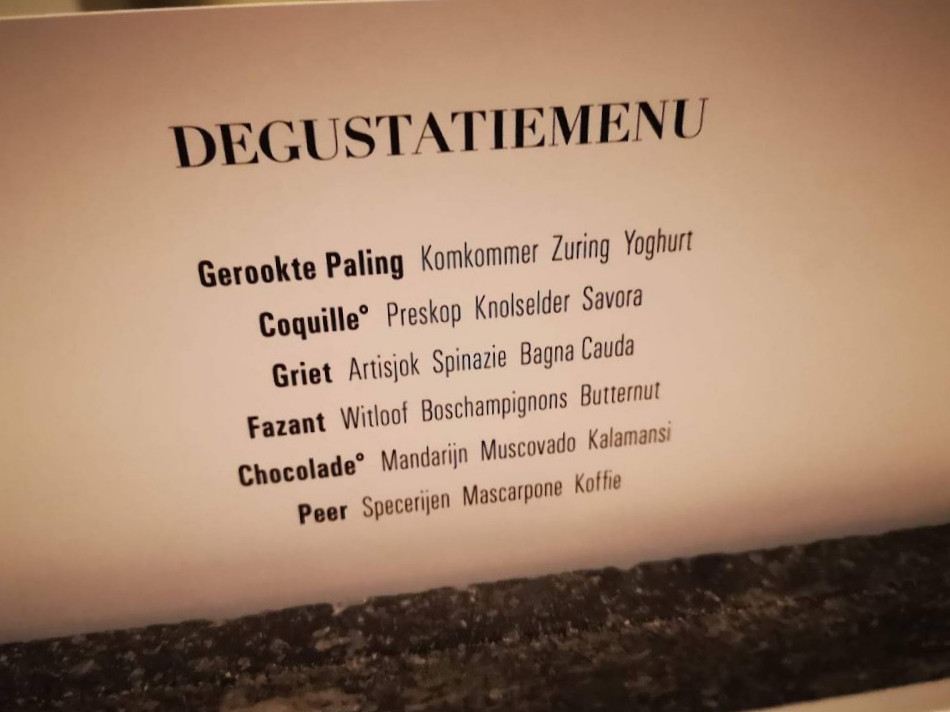 DEGUSTATIEMENU
Gerookte Paling Komkommer Zuring Yoghurt
Coquille° Preskop Knolselder Savora
Griet Artisjok Spinazie Bagna Cauda
Fazant Witloof Boschampignons Butternut
Chocolade° Mandarijn Muscovado Kalamansi
Peer Specerijen Mascarpone Koffie